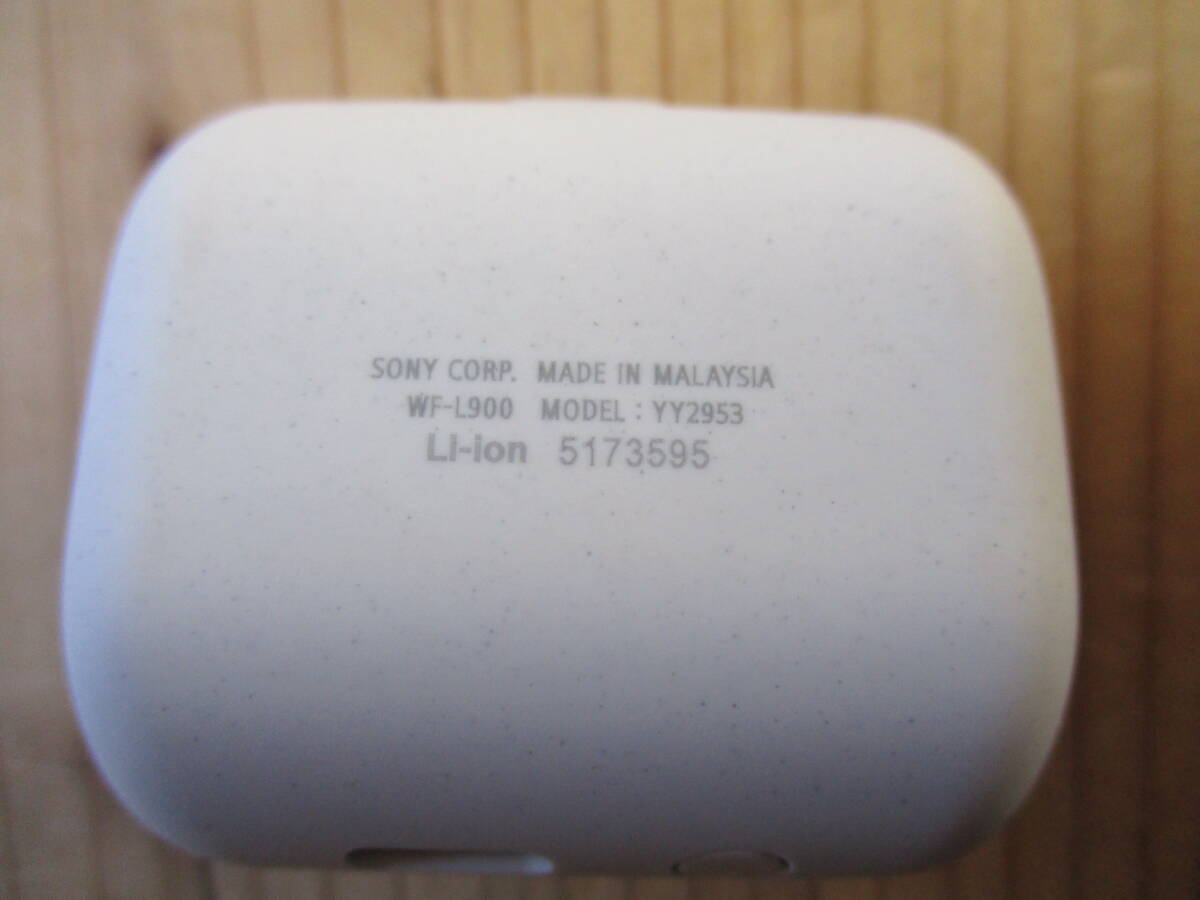 SONY CORP. MADE IN MALAYSIA
WF-L900 MODEL : YY2953
Li-ion 5173595